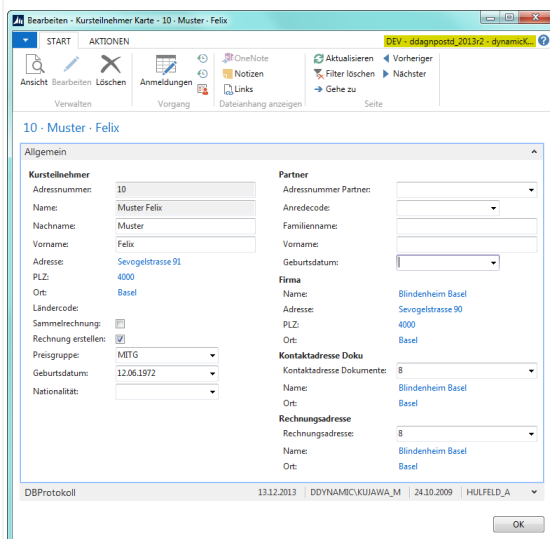 Bearbeiten - Kursteilnehmer Karte - 10 · Muster · Felix
START AKTIONEN DEV - ddagnpostd_2013r2 - dynamicK...
Ansicht Bearbeiten Löschen
Verwalten
Anmeldungen
Vorgang
OneNote
Notizen
Links
Dateianhang anzeigen
Aktualisieren Vorheriger
Filter löschen Nächster
Gehe zu
Seite
10 · Muster · Felix
Allgemein
Kursteilnehmer
Adressnummer: 10
Name: Muster Felix
Nachname: Muster
Vorname: Felix
Adresse: Sevogelstrasse 91
PLZ: 4000
Ort: Basel
Ländercode:
Sammelrechnung:
Rechnung erstellen:
Preisgruppe: MITG
Geburtsdatum: 12.06.1972
Nationalität:
Partner
Adressnummer Partner:
Anredecode:
Familienname:
Vorname:
Geburtsdatum:
Firma
Name: Blindenheim Basel
Adresse: Sevogelstrasse 90
PLZ: 4000
Ort: Basel
Kontaktadresse Doku
Kontaktadresse Dokumente: 8
Name: Blindenheim Basel
Ort: Basel
Rechnungsadresse
Rechnungsadresse: 8
Name: Blindenheim Basel
Ort: Basel
DBProtokoll 13.12.2013 DDYNAMIC\KUJAWA_M 24.10.2009 HULFELD_A
OK